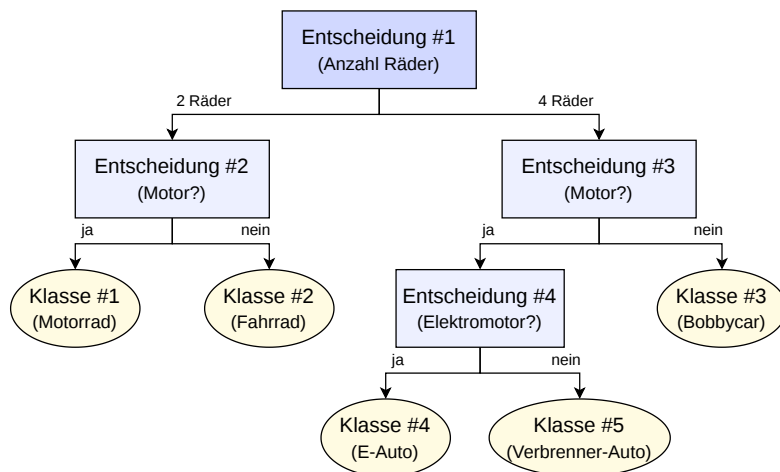 Entscheidung #1
(Anzahl Räder)
2 Räder
4 Räder
Entscheidung #2
(Motor?)
Entscheidung #3
(Motor?)
ja
nein
ja
nein
Klasse #1
(Motorrad)
Klasse #2
(Fahrrad)
Entscheidung #4
(Elektromotor?)
Klasse #3
(Bobbycar)
ja
nein
Klasse #4
(E-Auto)
Klasse #5
(Verbrenner-Auto)